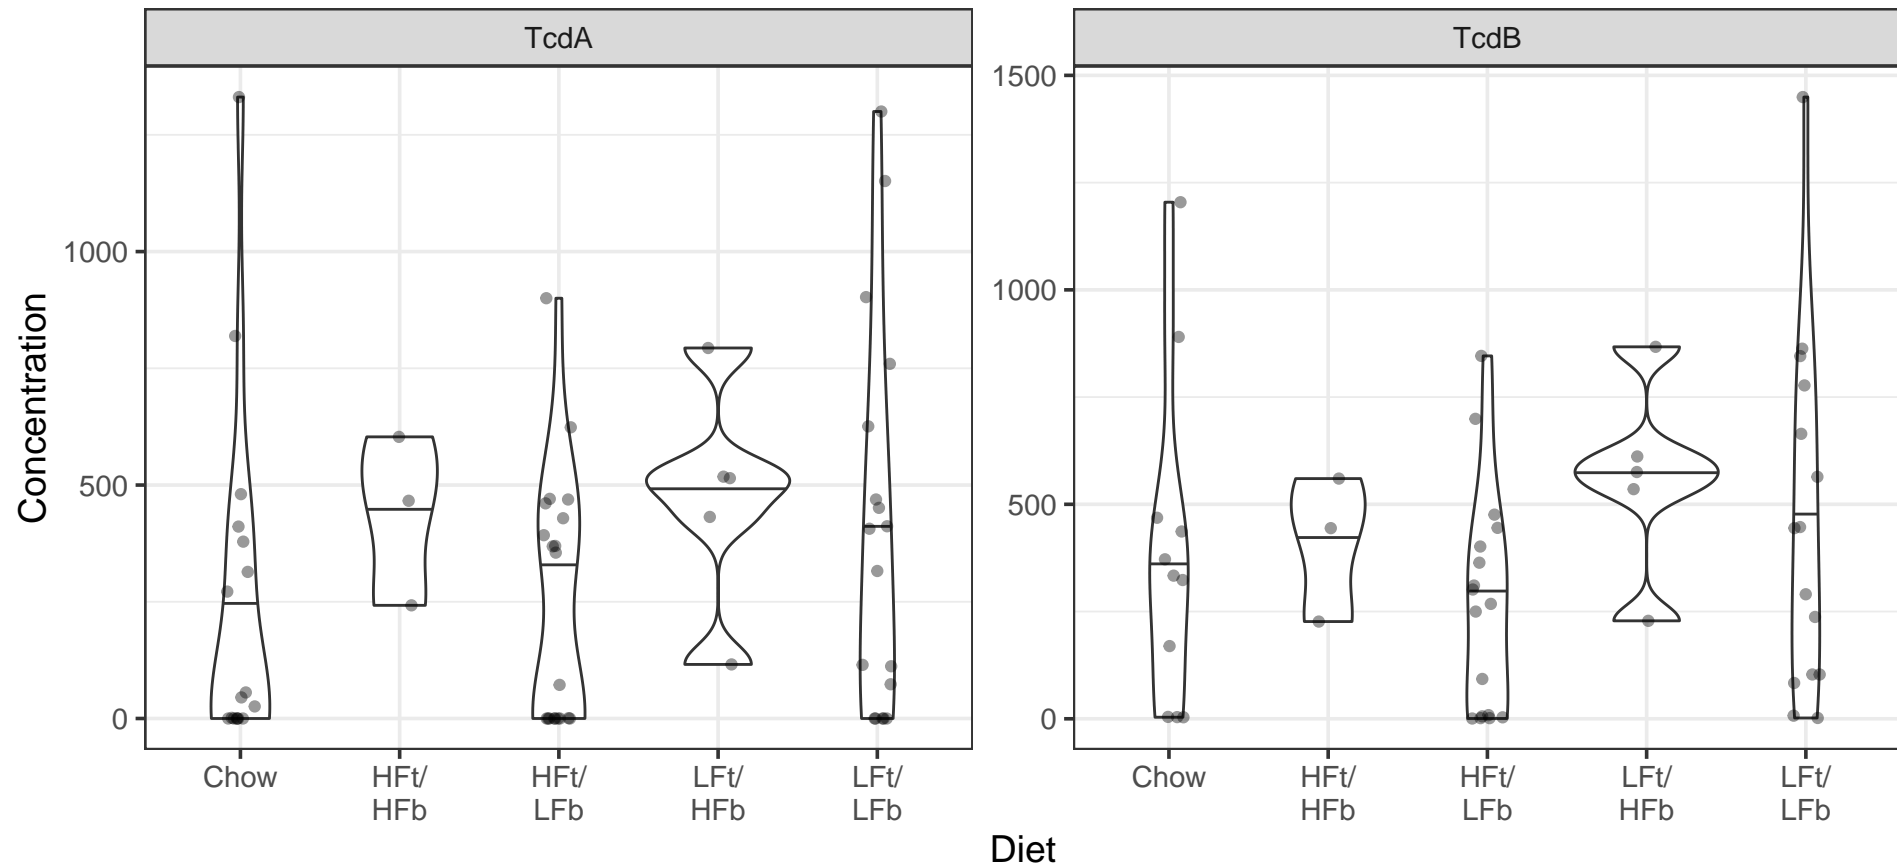 TcdA
TcdB
Concentration
1000
500
0
1500
1000
500
0
Chow
HFt/
HFb
HFt/
LFb
LFt/
HFb
LFt/
LFb
Chow
HFt/
HFb
HFt/
LFb
LFt/
HFb
LFt/
LFb
Diet